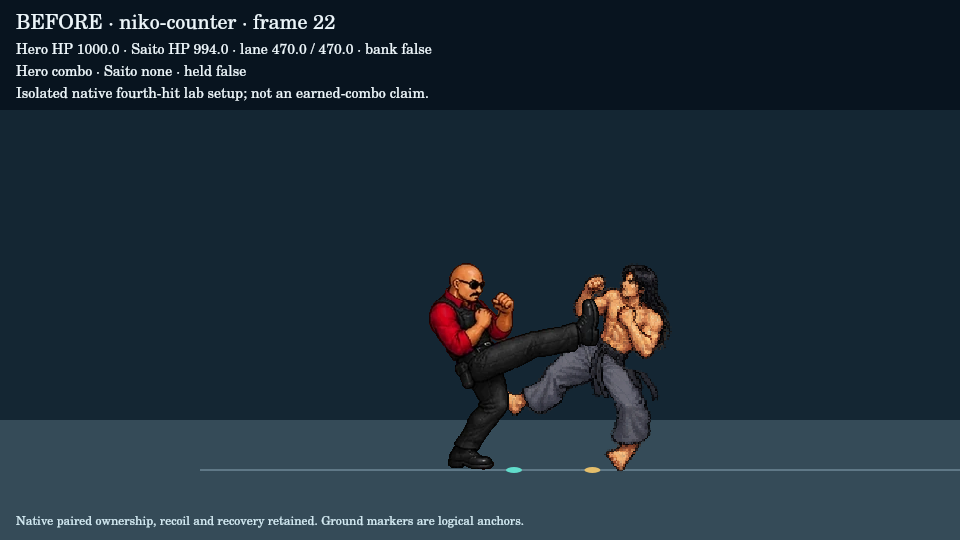 BEFORE · niko-counter · frame 22
Hero HP 1000.0 · Saito HP 994.0 · lane 470.0 / 470.0 · bank false
Hero combo · Saito none · held false
Isolated native fourth-hit lab setup; not an earned-combo claim.
Native paired ownership, recoil and recovery retained. Ground markers are logical anchors.